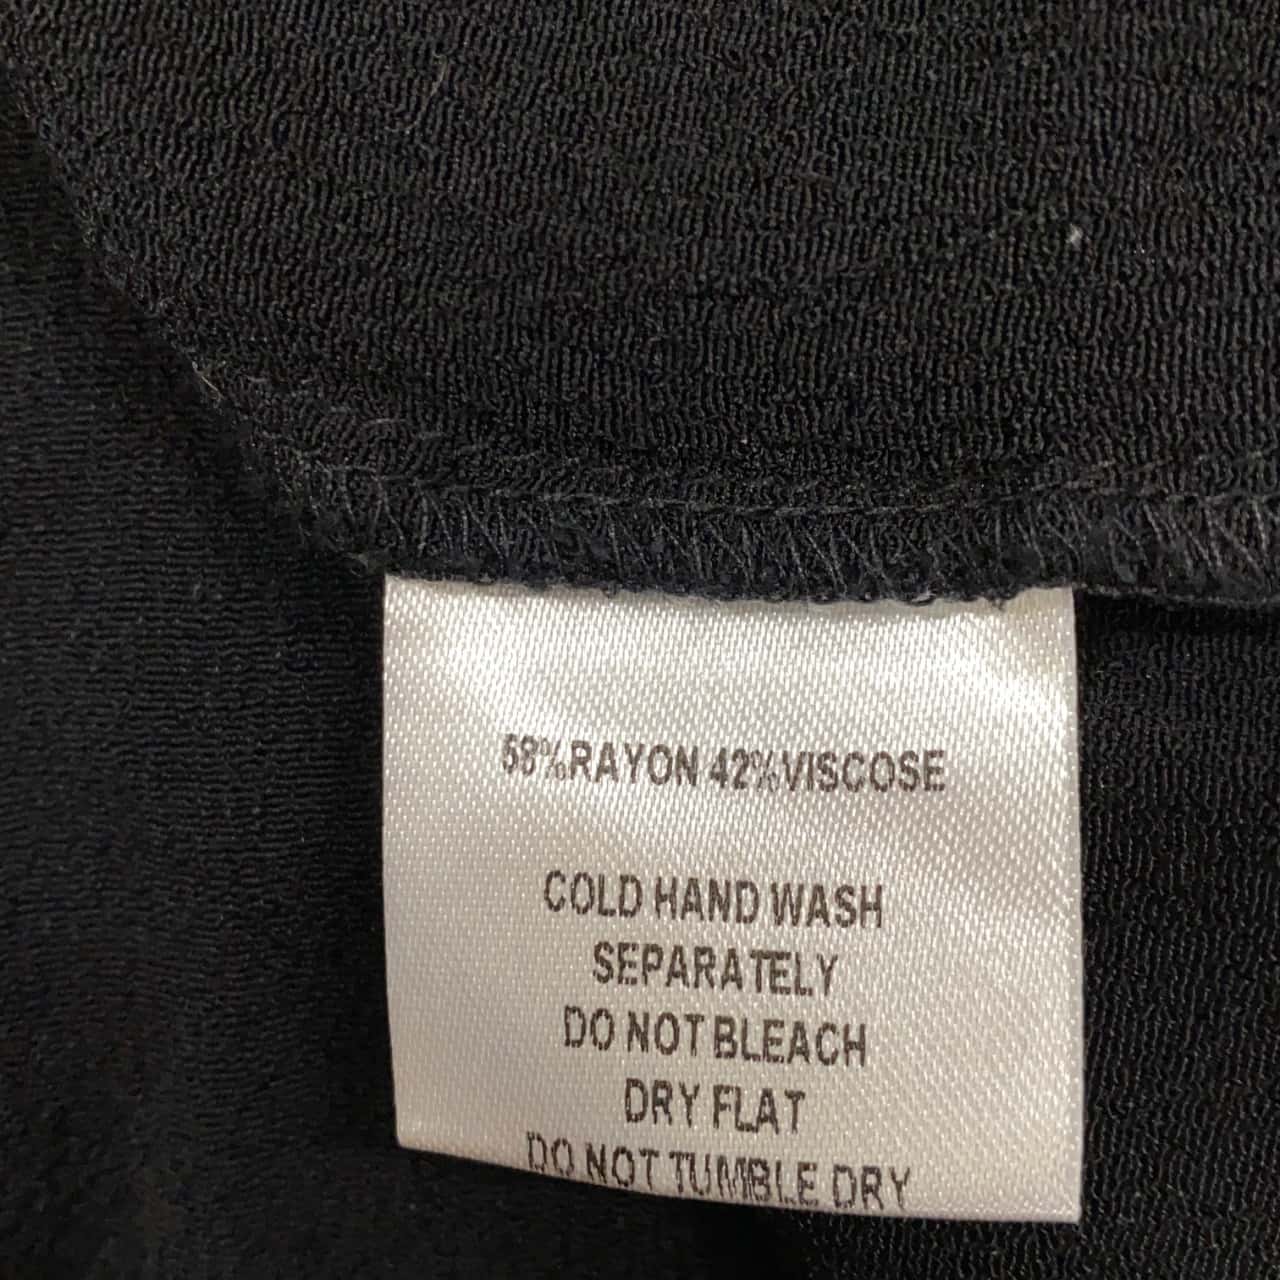 58%RAYON 42%VISCOSE
COLD HAND WASH
SEPARATELY
DO NOT BLEACH
DRY FLAT
DO NOT TUMBLE DRY